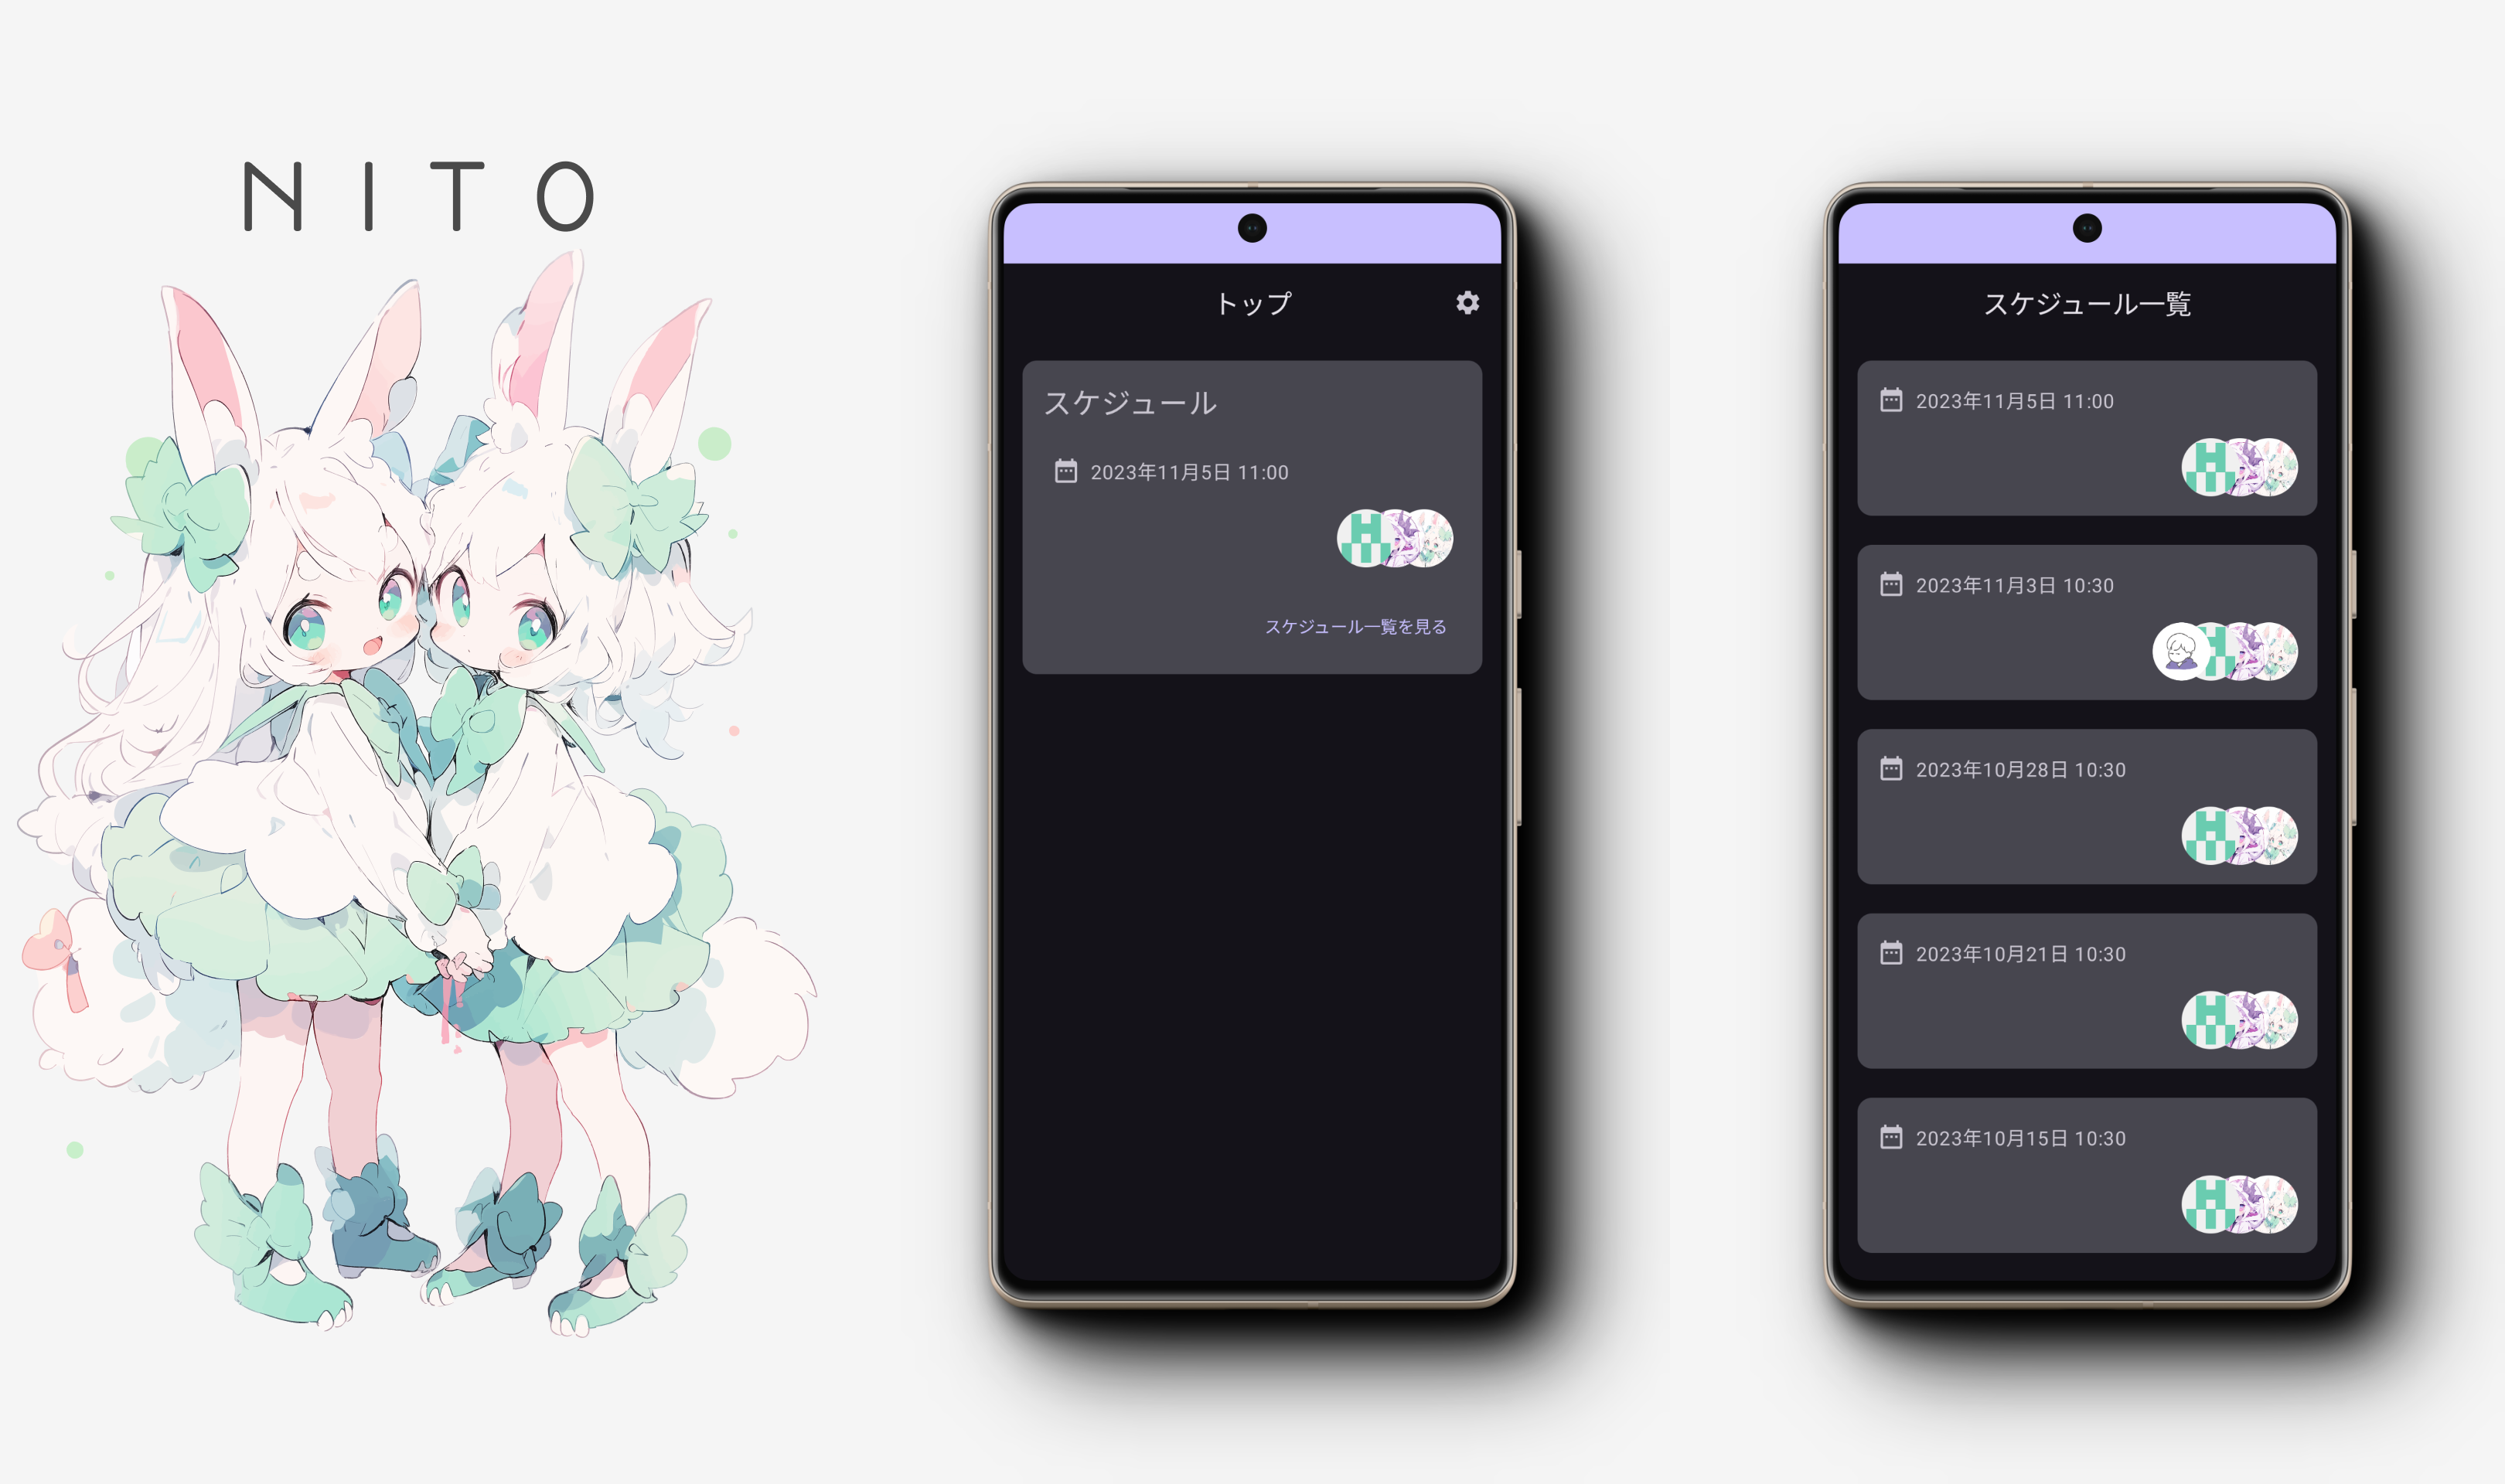 NITO
トップ
スケジュール
2023年11月5日 11:00
スケジュール一覧を見る
スケジュール一覧
2023年11月5日 11:00
2023年11月3日 10:30
2023年10月28日 10:30
2023年10月21日 10:30
2023年10月15日 10:30